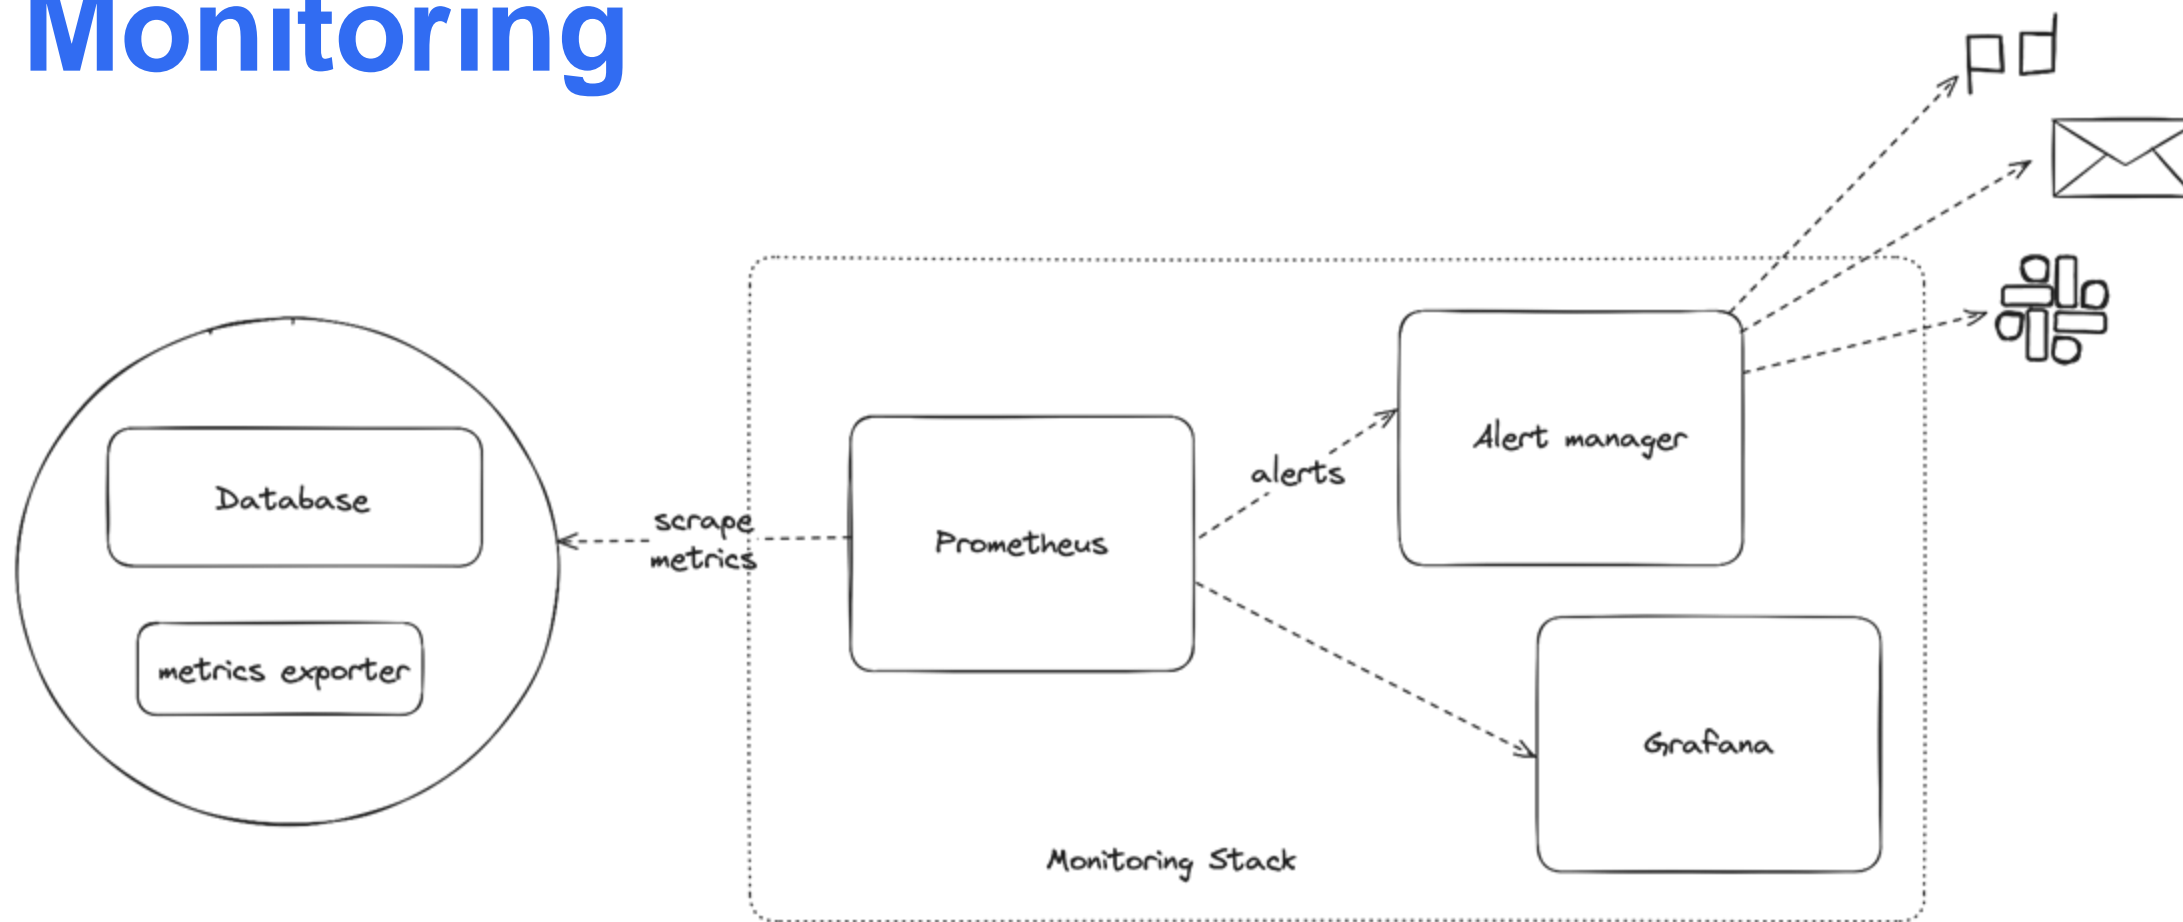 Monitoring
pd
Database
metrics exporter
scrape
metrics
Prometheus
alerts
Alert manager
Grafana
Monitoring Stack